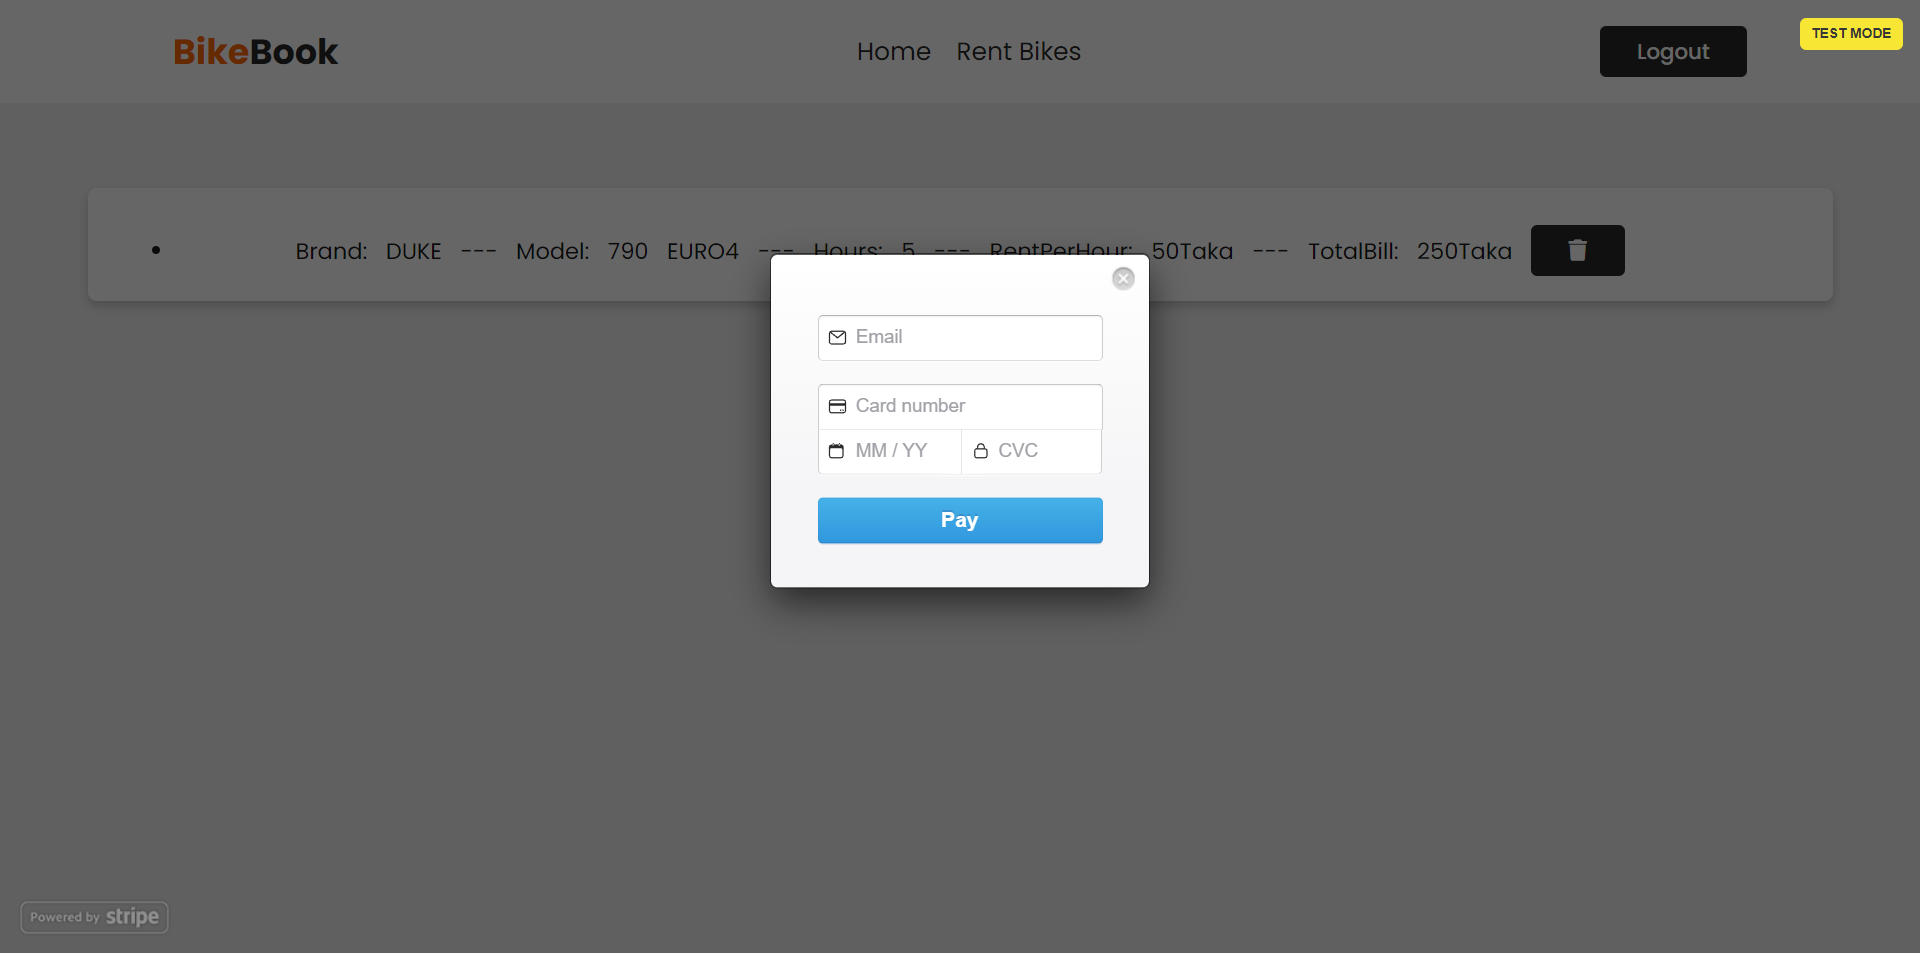 BikeBook
Home Rent Bikes
Logout
TEST MODE
Brand: DUKE --- Model: 790 EURO4 --- Hours: 5 --- RentPerHour: 50Taka --- TotalBill: 250Taka
Email
Card number
MM / YY
CVC
Pay
Powered by stripe